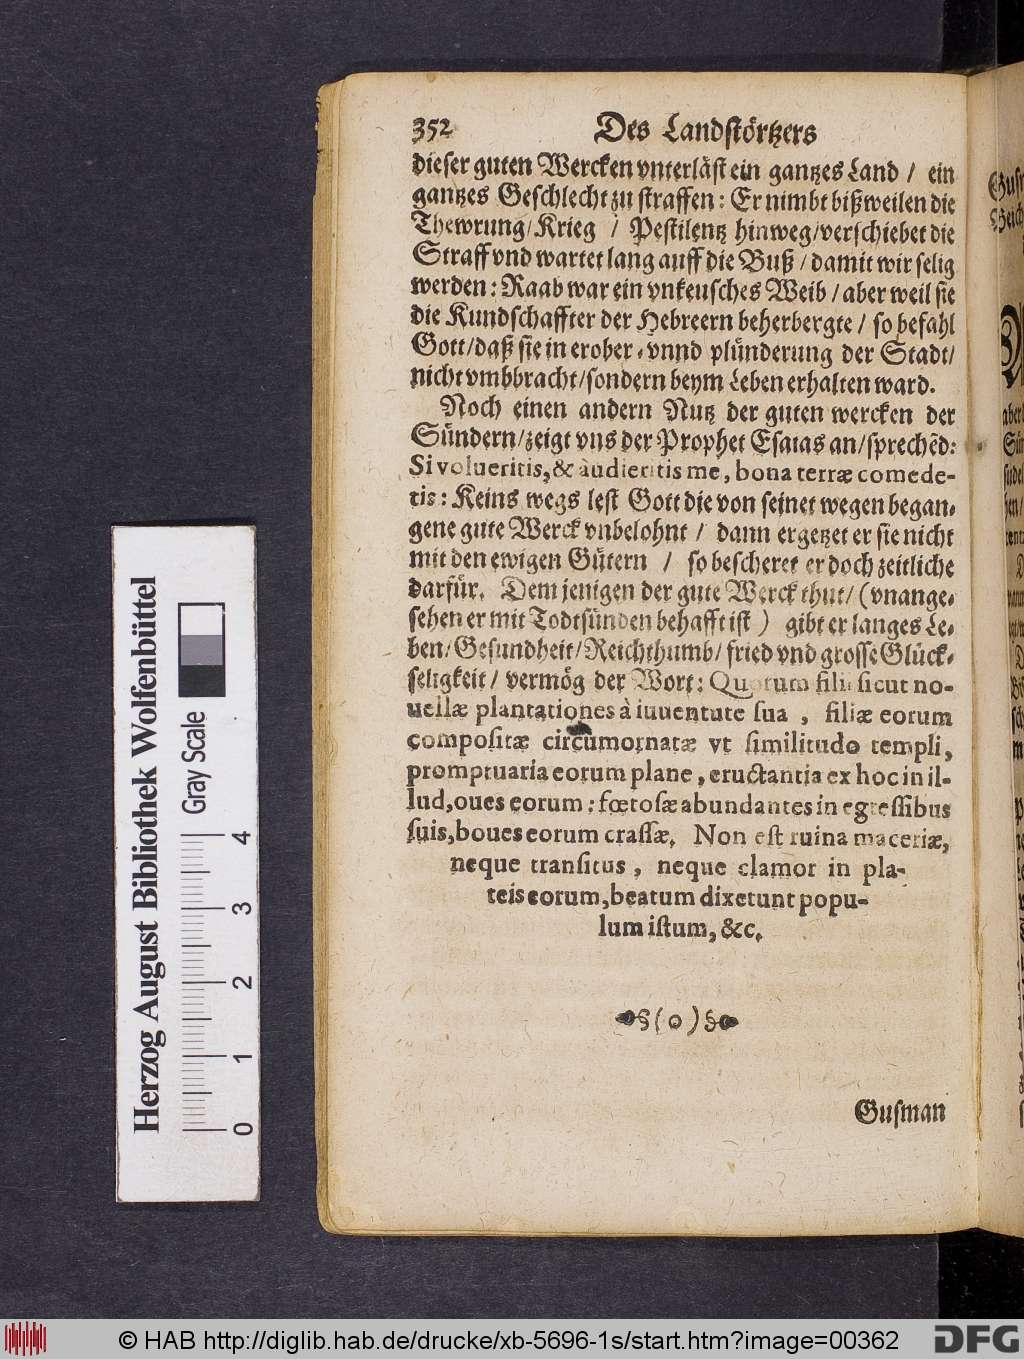 352 Des Landstörtzers
dieser guten Wercken vnterläst ein gantzes Land / ein
gantzes Geschlecht zu straffen: Er nimbt bißweilen die
Thewrung/Krieg / Pestilentz hinweg/verschiebet die
Straff vnd wartet lang auff die Buß / damit wir selig
werden: Raab war ein vnkeusches Weib / aber weil sie
die Kundschaffter der Hebreern beherbergte / so befahl
Gott/daß sie in erober- vnnd plünderung der Stadt/
nicht vmbbracht/sondern beym Leben erhalten ward.
Noch einen andern Nutz der guten wercken der
Sündern/zeigt vns der Prophet Esaias an/sprechēd:
Si volueritis,& audieritis me, bona terræ comede-
tis: Keins wegs lest Gott die von seinet wegen began-
gene gute Werck vnbelohnt / dann ergetzet er sie nicht
mit den ewigen Gütern / so bescheret er doch zeitliche
darfür. Dem jenigen der gute Werck thut/ (vnange-
sehen er mit Todtsünden behafft ist) gibt er langes Le-
ben/Gesundheit/Reichthumb/fried vnd grosse Glück-
seligkeit / vermög der Wort: Quorum filii sicut no-
uellæ plantationes à iuuentute sua , filiæ eorum
compositæ circumornatæ vt similitudo templi,
promptuaria eorum plane, eructantia ex hoc in il-
lud,oues eorum: fœtosæ abundantes in egressibus
suis,boues eorum crassæ. Non est ruina maceriæ,
neque transitus , neque clamor in pla-
teis eorum,beatum dixerunt popu-
lum istum, &c.
§(o)§
Gusman
Herzog August Bibliothek Wolfenbüttel
Gray Scale
0 1 2 3 4
© HAB http://diglib.hab.de/drucke/xb-5696-1s/start.htm?image=00362
DFG